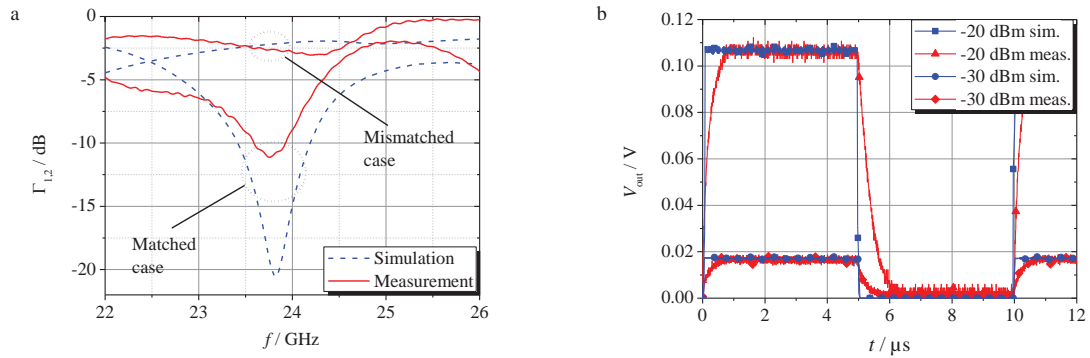 a
Γ1,2 / dB
0
-5
-10
-15
-20
22
23
24
25
26
f / GHz
Mismatched
case
Matched
case
Simulation
Measurement
b
Vout / V
0.12
0.10
0.08
0.06
0.04
0.02
0.00
0
2
4
6
8
10
12
t / µs
-20 dBm sim.
-20 dBm meas.
-30 dBm sim.
-30 dBm meas.